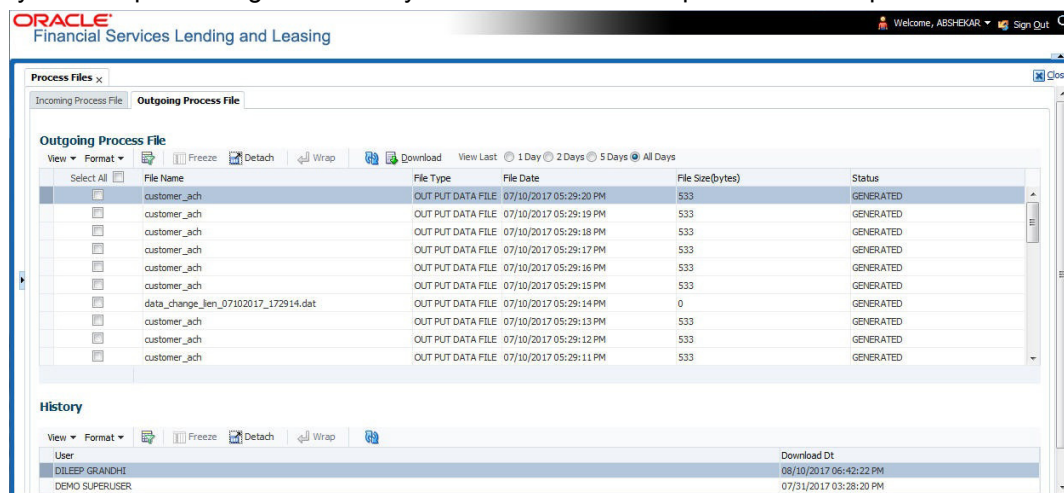 ORACLE
Financial Services Lending and Leasing
Welcome, ABSHEKAR Sign Out
Process Files x
Incoming Process File Outgoing Process File
Outgoing Process File
View Format Freeze Detach Wrap Download View Last 1 Day 2 Days 5 Days All Days
Select All File Name File Type File Date File Size(bytes) Status
customer_ach OUT PUT DATA FILE 07/10/2017 05:29:20 PM 533 GENERATED
customer_ach OUT PUT DATA FILE 07/10/2017 05:29:19 PM 533 GENERATED
customer_ach OUT PUT DATA FILE 07/10/2017 05:29:18 PM 533 GENERATED
customer_ach OUT PUT DATA FILE 07/10/2017 05:29:17 PM 533 GENERATED
customer_ach OUT PUT DATA FILE 07/10/2017 05:29:16 PM 533 GENERATED
customer_ach OUT PUT DATA FILE 07/10/2017 05:29:15 PM 533 GENERATED
data_change_lien_07102017_172914.dat OUT PUT DATA FILE 07/10/2017 05:29:14 PM 0 GENERATED
customer_ach OUT PUT DATA FILE 07/10/2017 05:29:13 PM 533 GENERATED
customer_ach OUT PUT DATA FILE 07/10/2017 05:29:12 PM 533 GENERATED
customer_ach OUT PUT DATA FILE 07/10/2017 05:29:11 PM 533 GENERATED
History
View Format Freeze Detach Wrap
User Download Dt
DILEEP GRANDHI 08/10/2017 06:42:22 PM
DEMO SUPERUSER 07/31/2017 03:28:20 PM